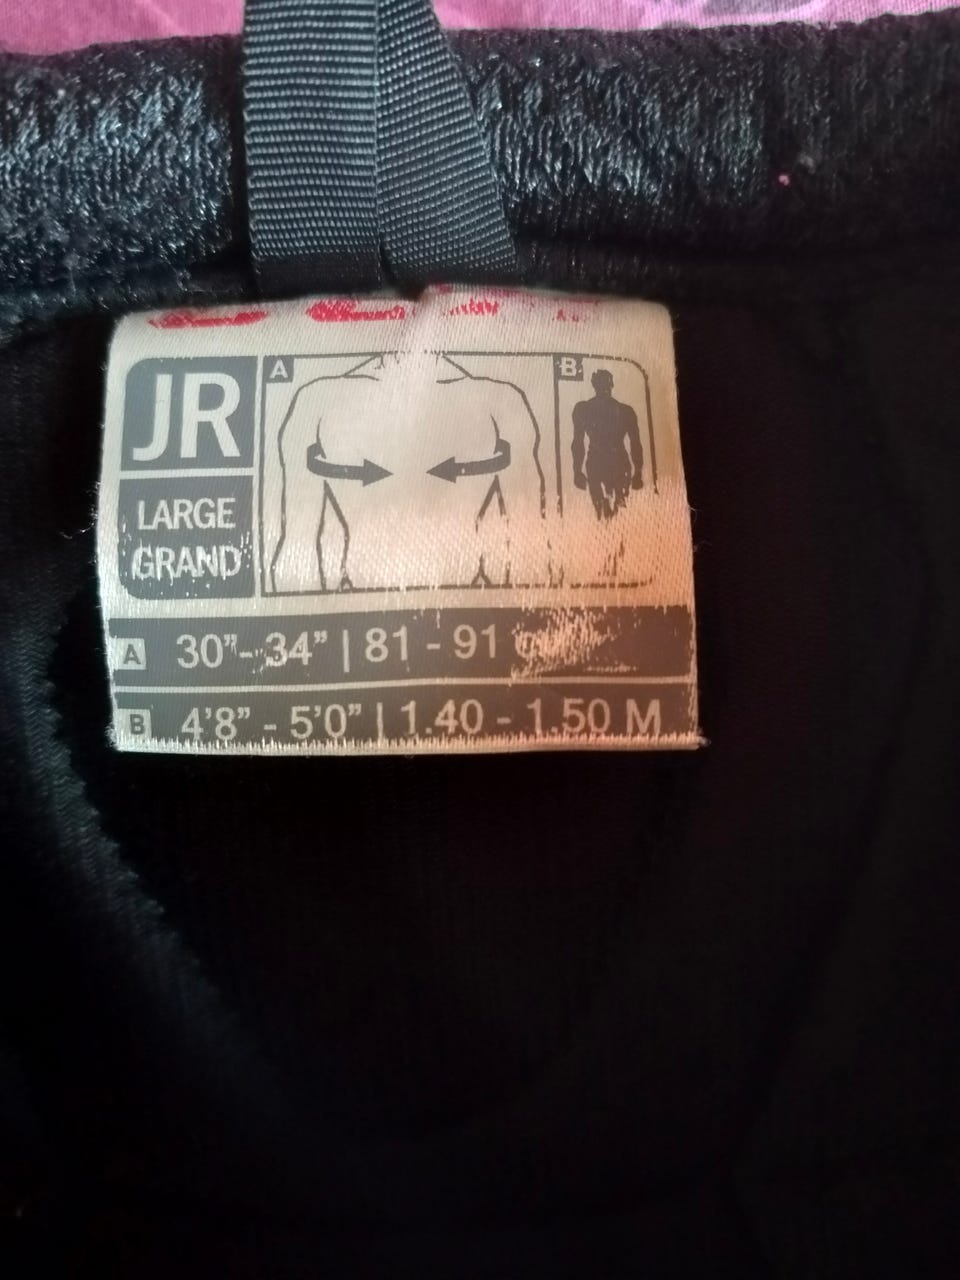 A
B
JR
LARGE
GRAND
A 30"-34" | 81 - 91
B 4'8" - 5'0" | 1.40 - 1.50 M